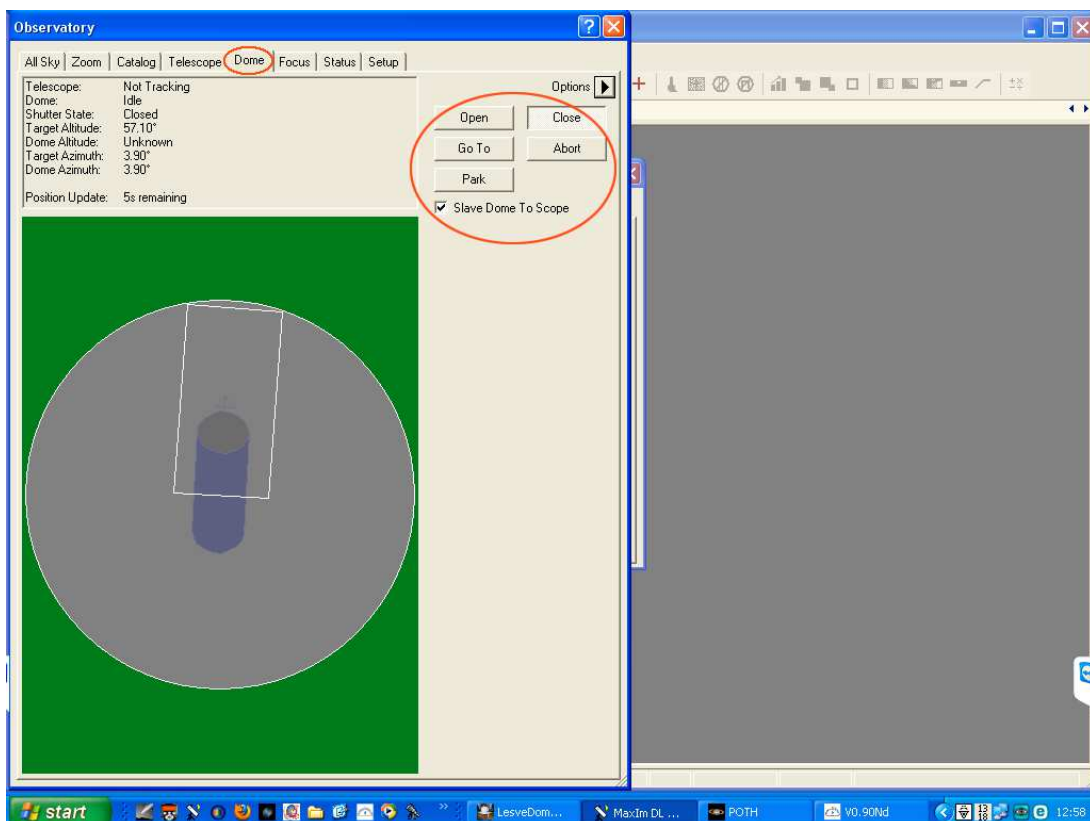 Observatory
All Sky Zoom Catalog Telescope Dome Focus Status Setup
Telescope: Not Tracking
Dome: Idle
Shutter State: Closed
Target Altitude: 57.10°
Dome Altitude: Unknown
Target Azimuth: 3.90°
Dome Azimuth: 3.90°
Position Update: 5s remaining
Options
Open Close
Go To Abort
Park
Slave Dome To Scope
start LesveDom... MaxIm DL ... POTH V0.90Nd 12:58